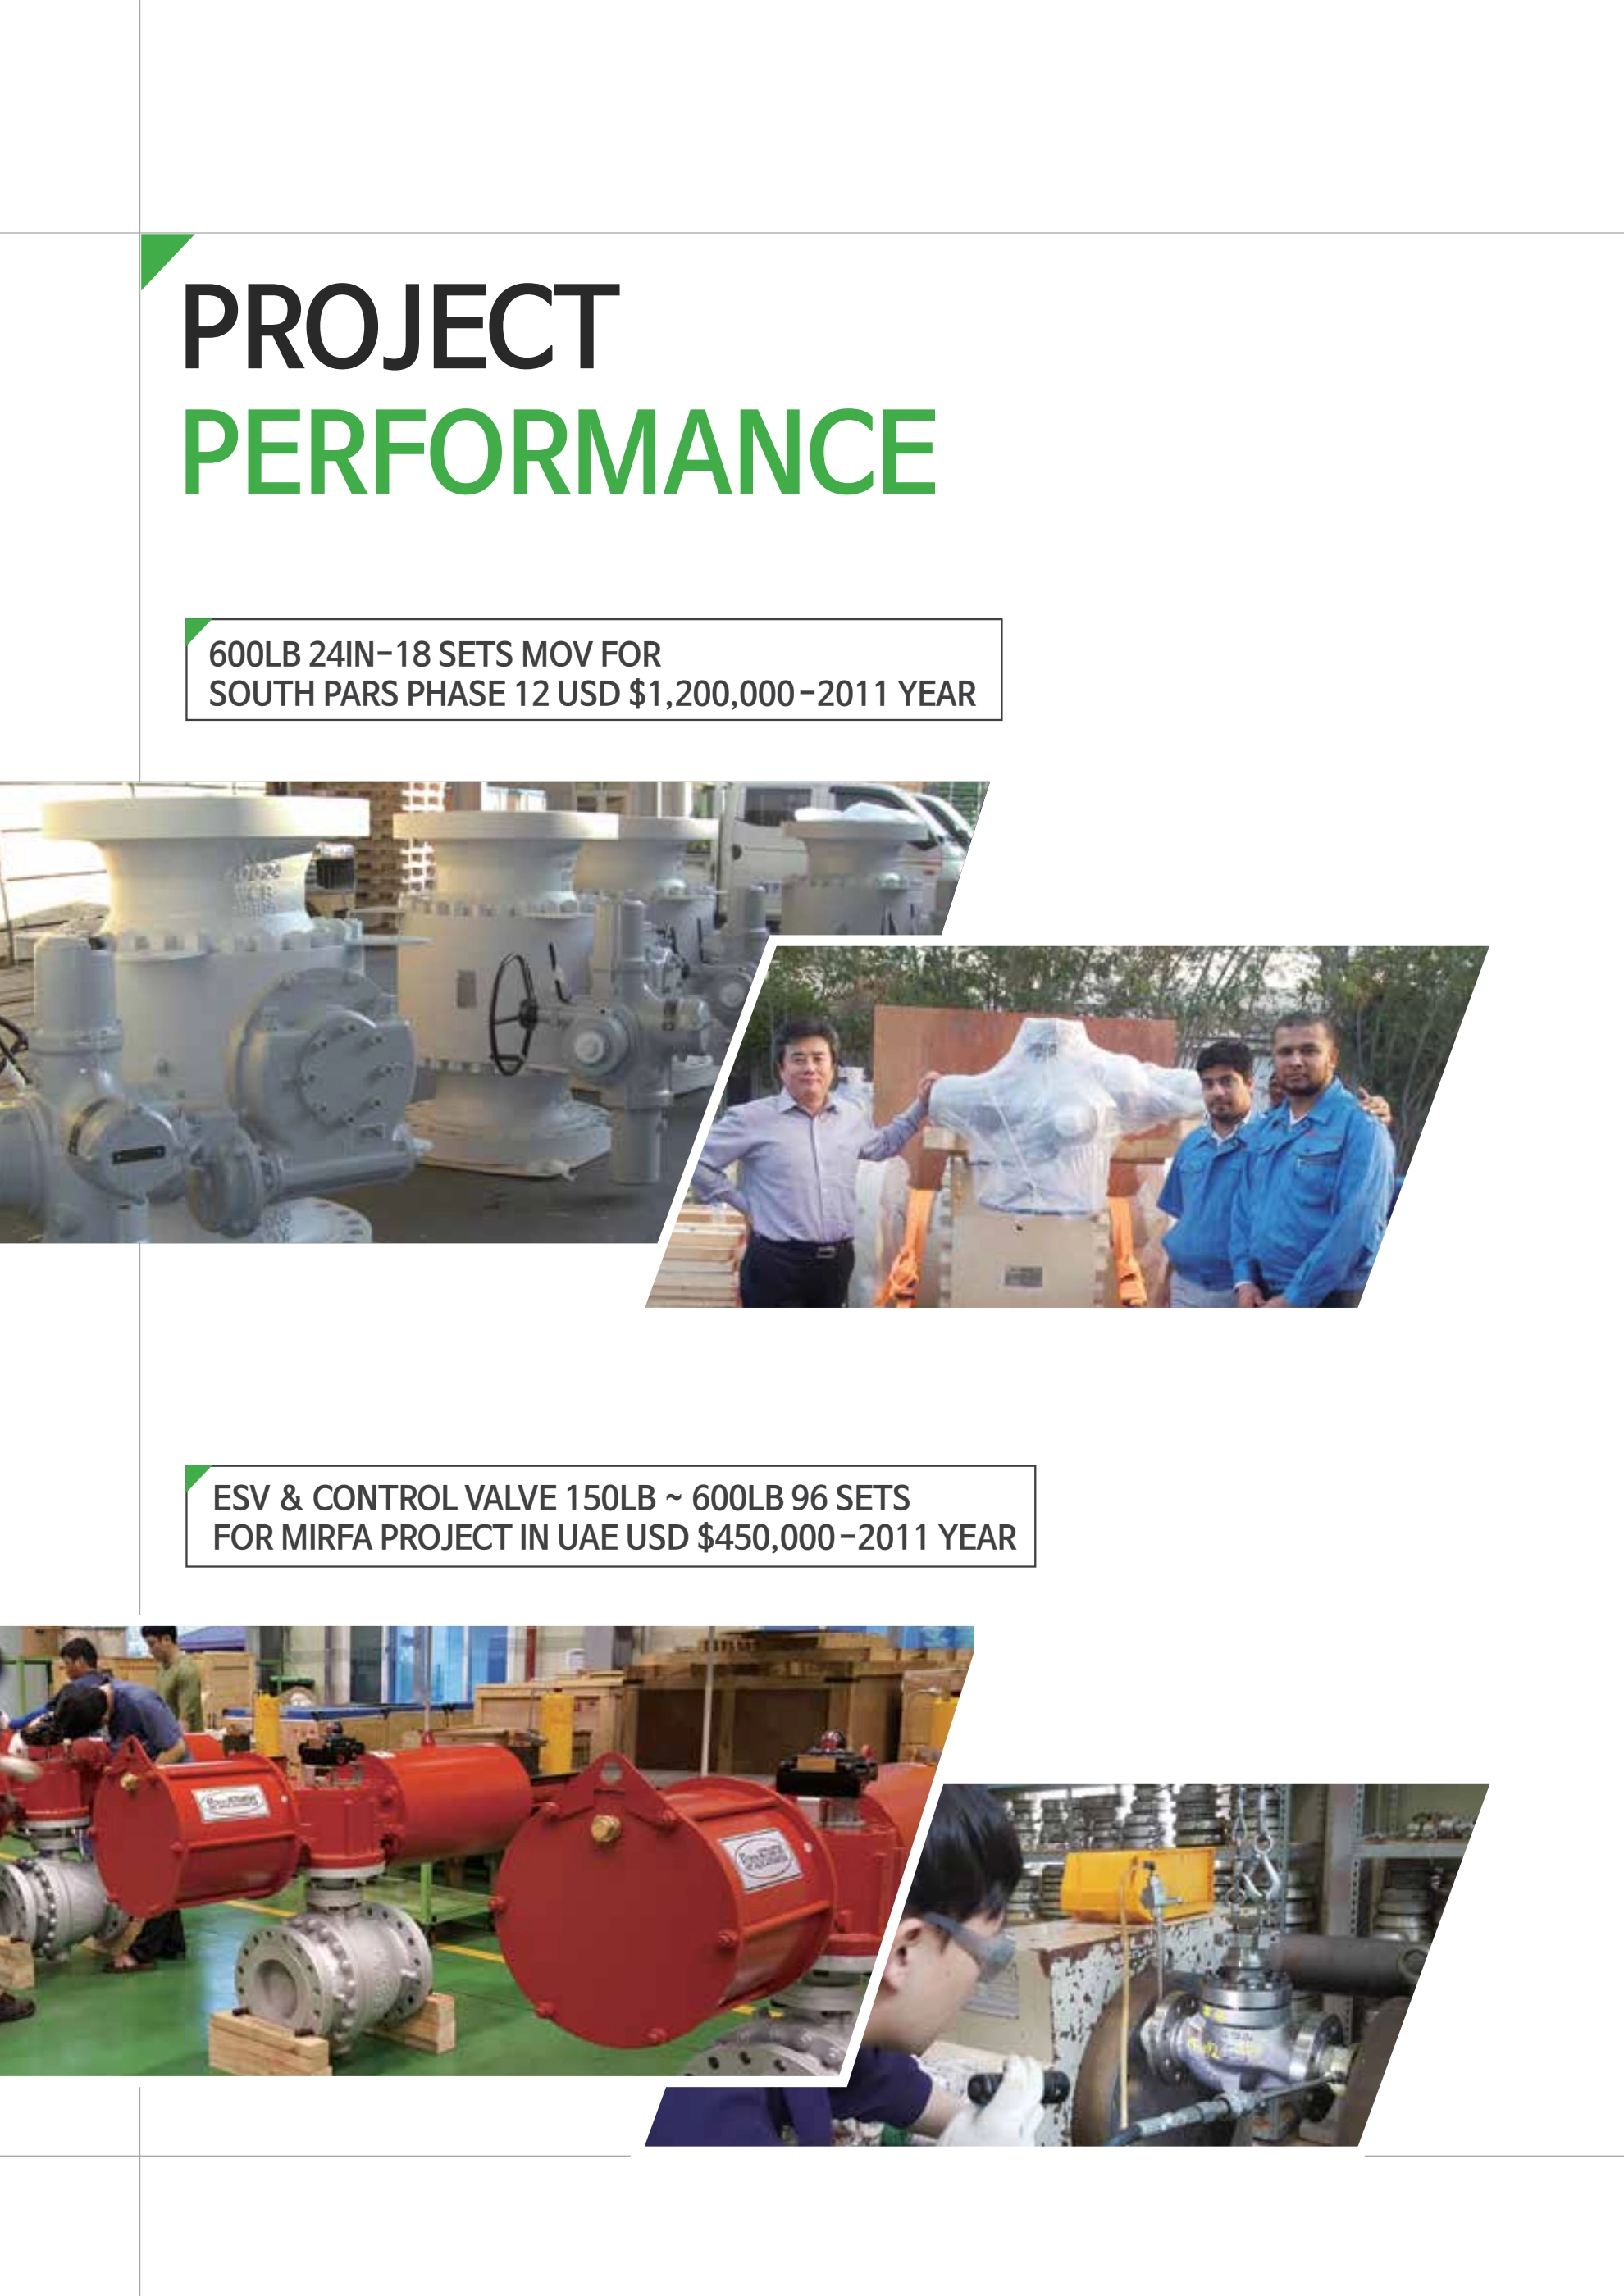 PROJECT
PERFORMANCE
600LB 24IN-18 SETS MOV FOR
SOUTH PARS PHASE 12 USD $1,200,000-2011 YEAR
WCB
ESV & CONTROL VALVE 150LB ~ 600LB 96 SETS
FOR MIRFA PROJECT IN UAE USD $450,000-2011 YEAR